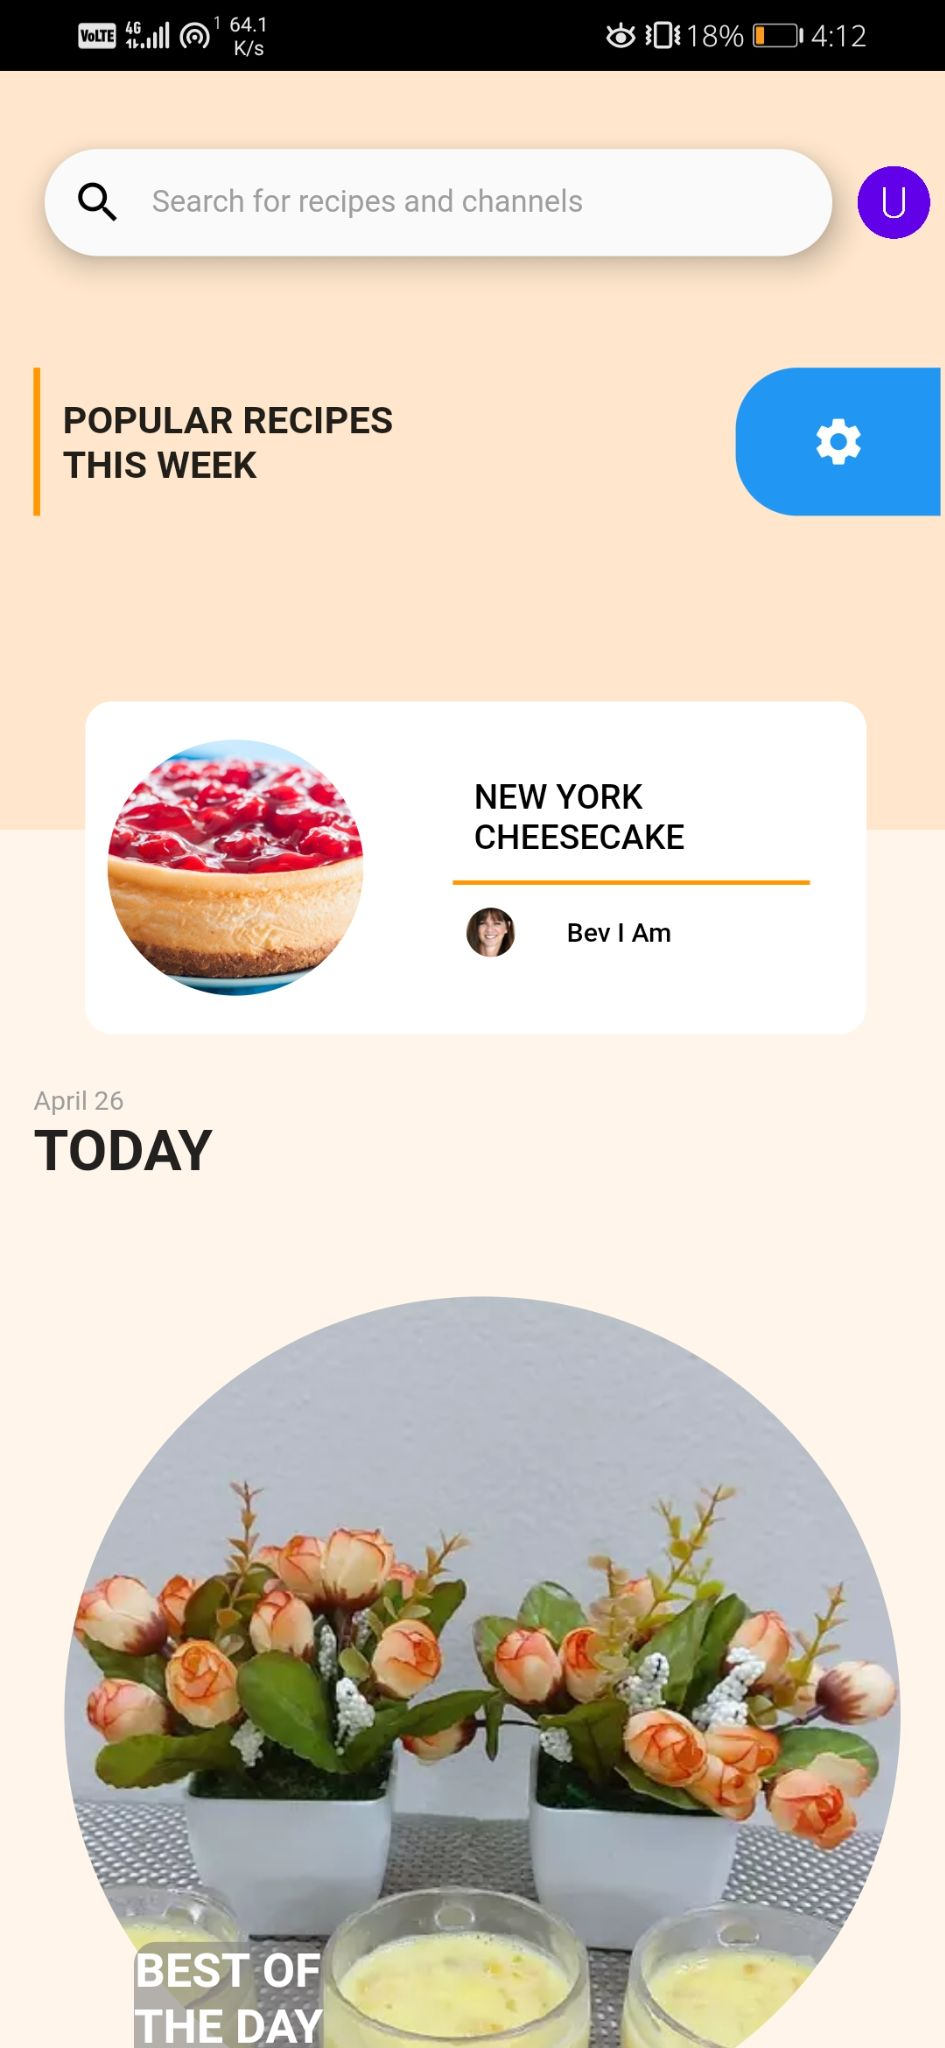 VoLTE 4G 1 64.1 K/s 18% 4:12
Search for recipes and channels
U
POPULAR RECIPES
THIS WEEK
NEW YORK
CHEESECAKE
Bev I Am
April 26
TODAY
BEST OF
THE DAY